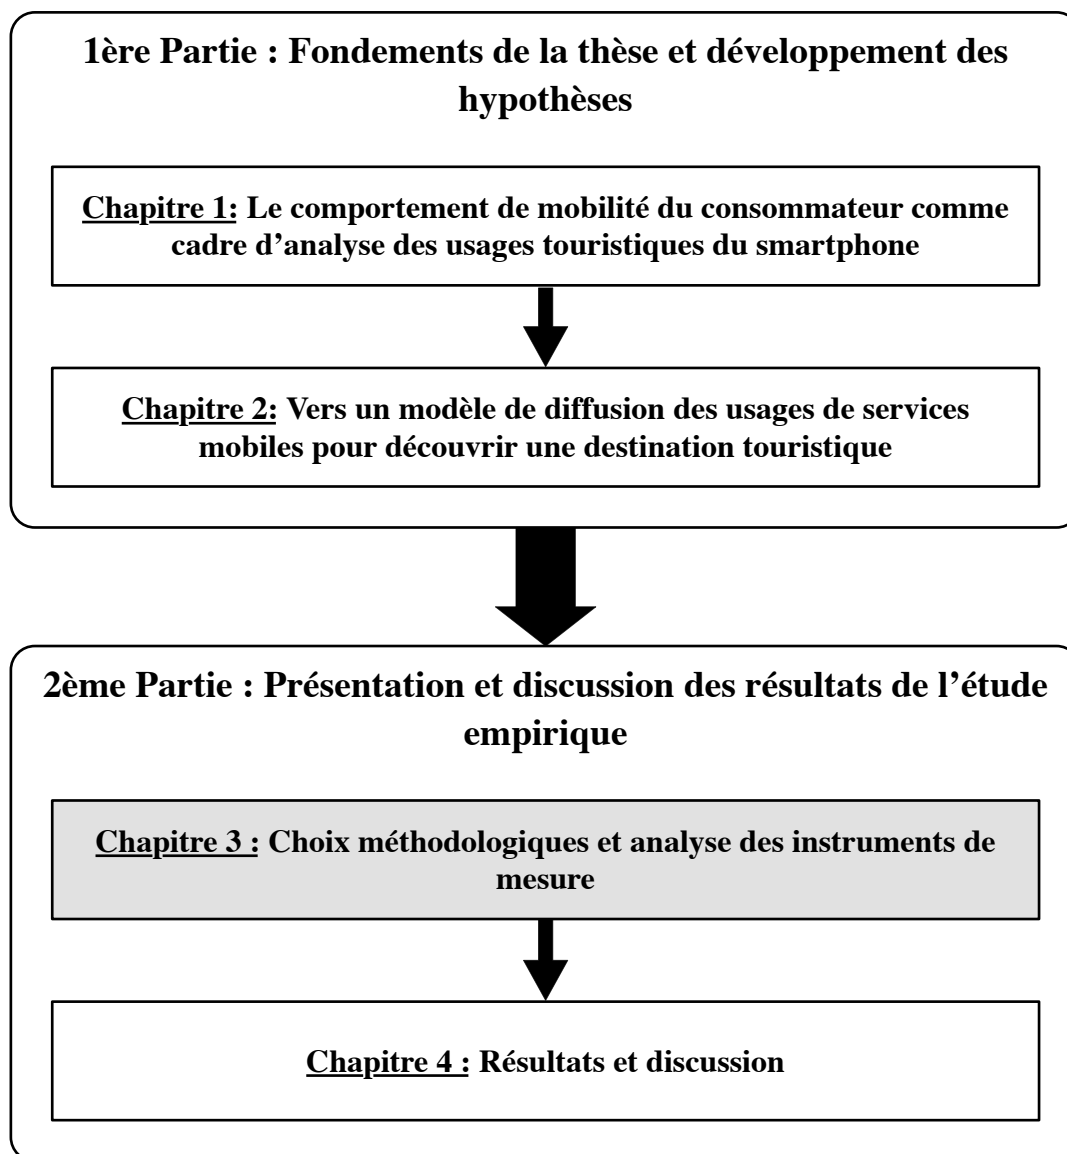 1ère Partie : Fondements de la thèse et développement des
hypothèses
Chapitre 1: Le comportement de mobilité du consommateur comme
cadre d’analyse des usages touristiques du smartphone
Chapitre 2: Vers un modèle de diffusion des usages de services
mobiles pour découvrir une destination touristique
2ème Partie : Présentation et discussion des résultats de l’étude
empirique
Chapitre 3 : Choix méthodologiques et analyse des instruments de
mesure
Chapitre 4 : Résultats et discussion